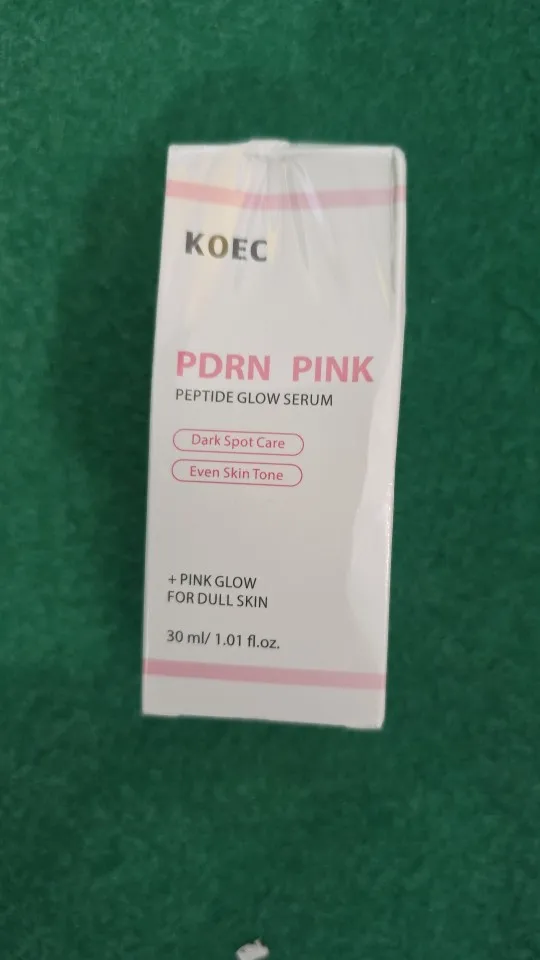 KOEC
PDRN PINK
PEPTIDE GLOW SERUM
Dark Spot Care
Even Skin Tone
+ PINK GLOW
FOR DULL SKIN
30 ml/ 1.01 fl.oz.